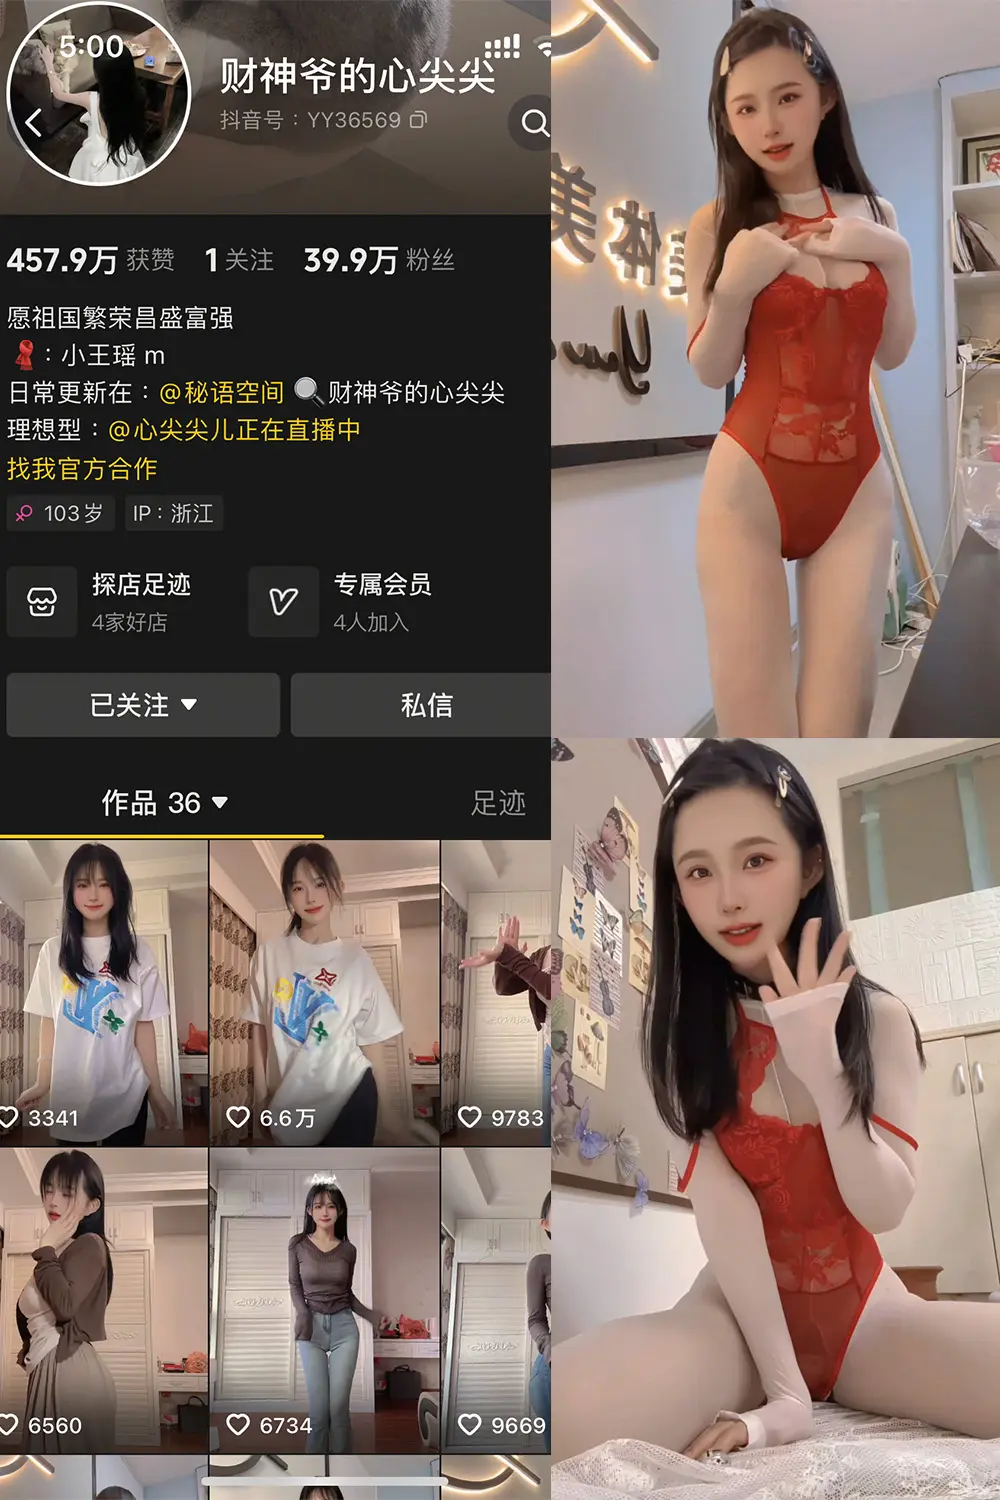 5:00
财神爷的心尖尖
抖音号：YY36569
457.9万 获赞 1 关注 39.9万 粉丝
愿祖国繁荣昌盛富强
🧣：小王瑶 m
日常更新在：@秘语空间 🔍财神爷的心尖尖
理想型：@心尖尖儿正在直播中
找我官方合作
103岁 IP：浙江
探店足迹 专属会员
4家好店 4人加入
已关注 私信
作品 36 足迹
3341 6.6万 9783
6560 6734 9669
美体